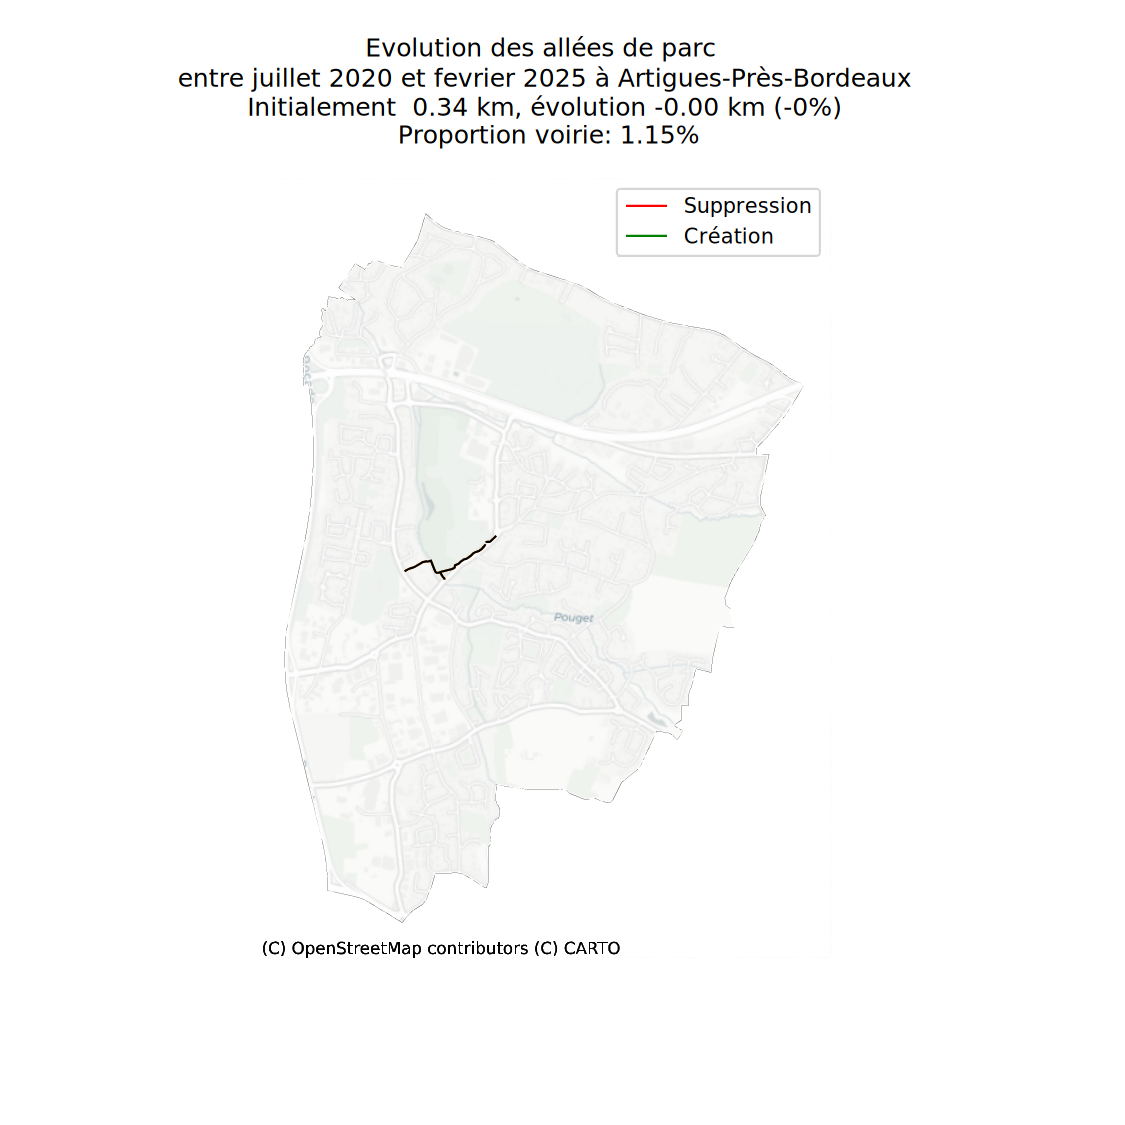 Evolution des allées de parc
entre juillet 2020 et fevrier 2025 à Artigues-Près-Bordeaux
Initialement  0.34 km, évolution -0.00 km (-0%)
Proportion voirie: 1.15%
Suppression
Création
Pouget
(C) OpenStreetMap contributors (C) CARTO